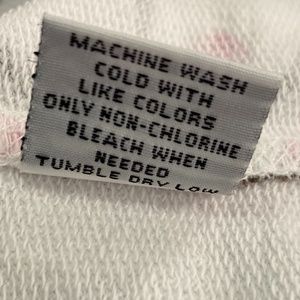 MACHINE WASH
COLD WITH
LIKE COLORS
ONLY NON-CHLORINE
BLEACH WHEN
NEEDED
TUMBLE DRY LOW